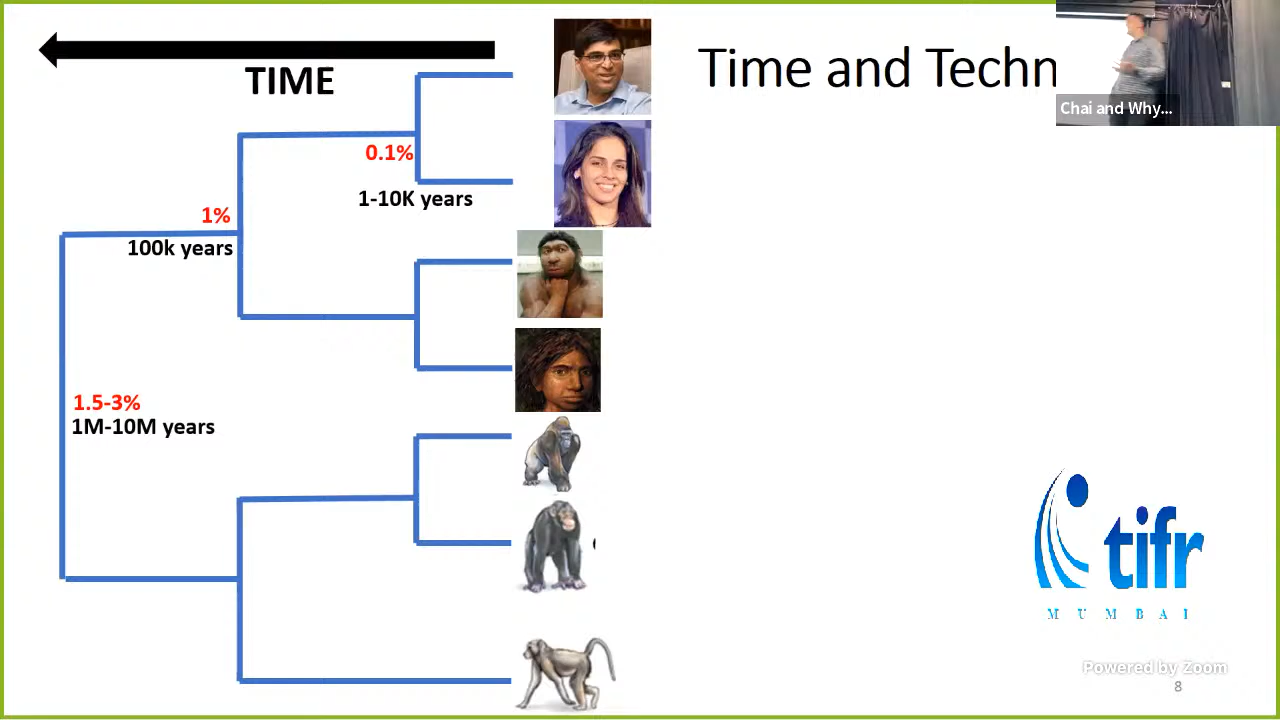 TIME
Time and Techn
Chai and Why...
0.1%
1-10K years
1%
100k years
1.5-3%
1M-10M years
tifr
MUMBAI
Powered by Zoom
8